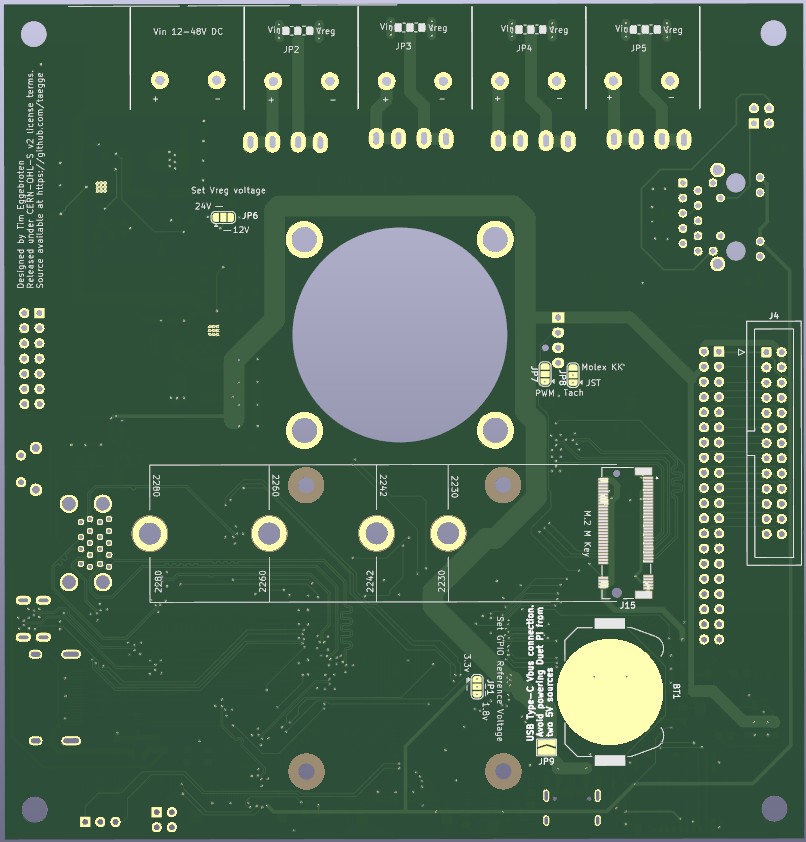 Vin 12-48V DC
+
−
Vin
Vreg
JP2
+
−
Vin
Vreg
JP3
+
−
Vin
Vreg
JP4
+
−
Vin
Vreg
JP5
+
−
Designed by Tim Eggebroten
Released under CERN-OHL-S v2 license terms.
Source available at https://github.com/taegge.
Set Vreg voltage
24V
JP6
12V
J4
Molex KK
JP7
JP8
JST
PWM
Tach
2280
2260
2242
2230
2280
2260
2242
2230
M.2 M Key
J15
Set GPIO Reference Voltage
3.3v
JP1
1.8v
USB Type-C Vbus connection.
Avoid powering Duet Pi from
two 5V sources
JP9
BT1